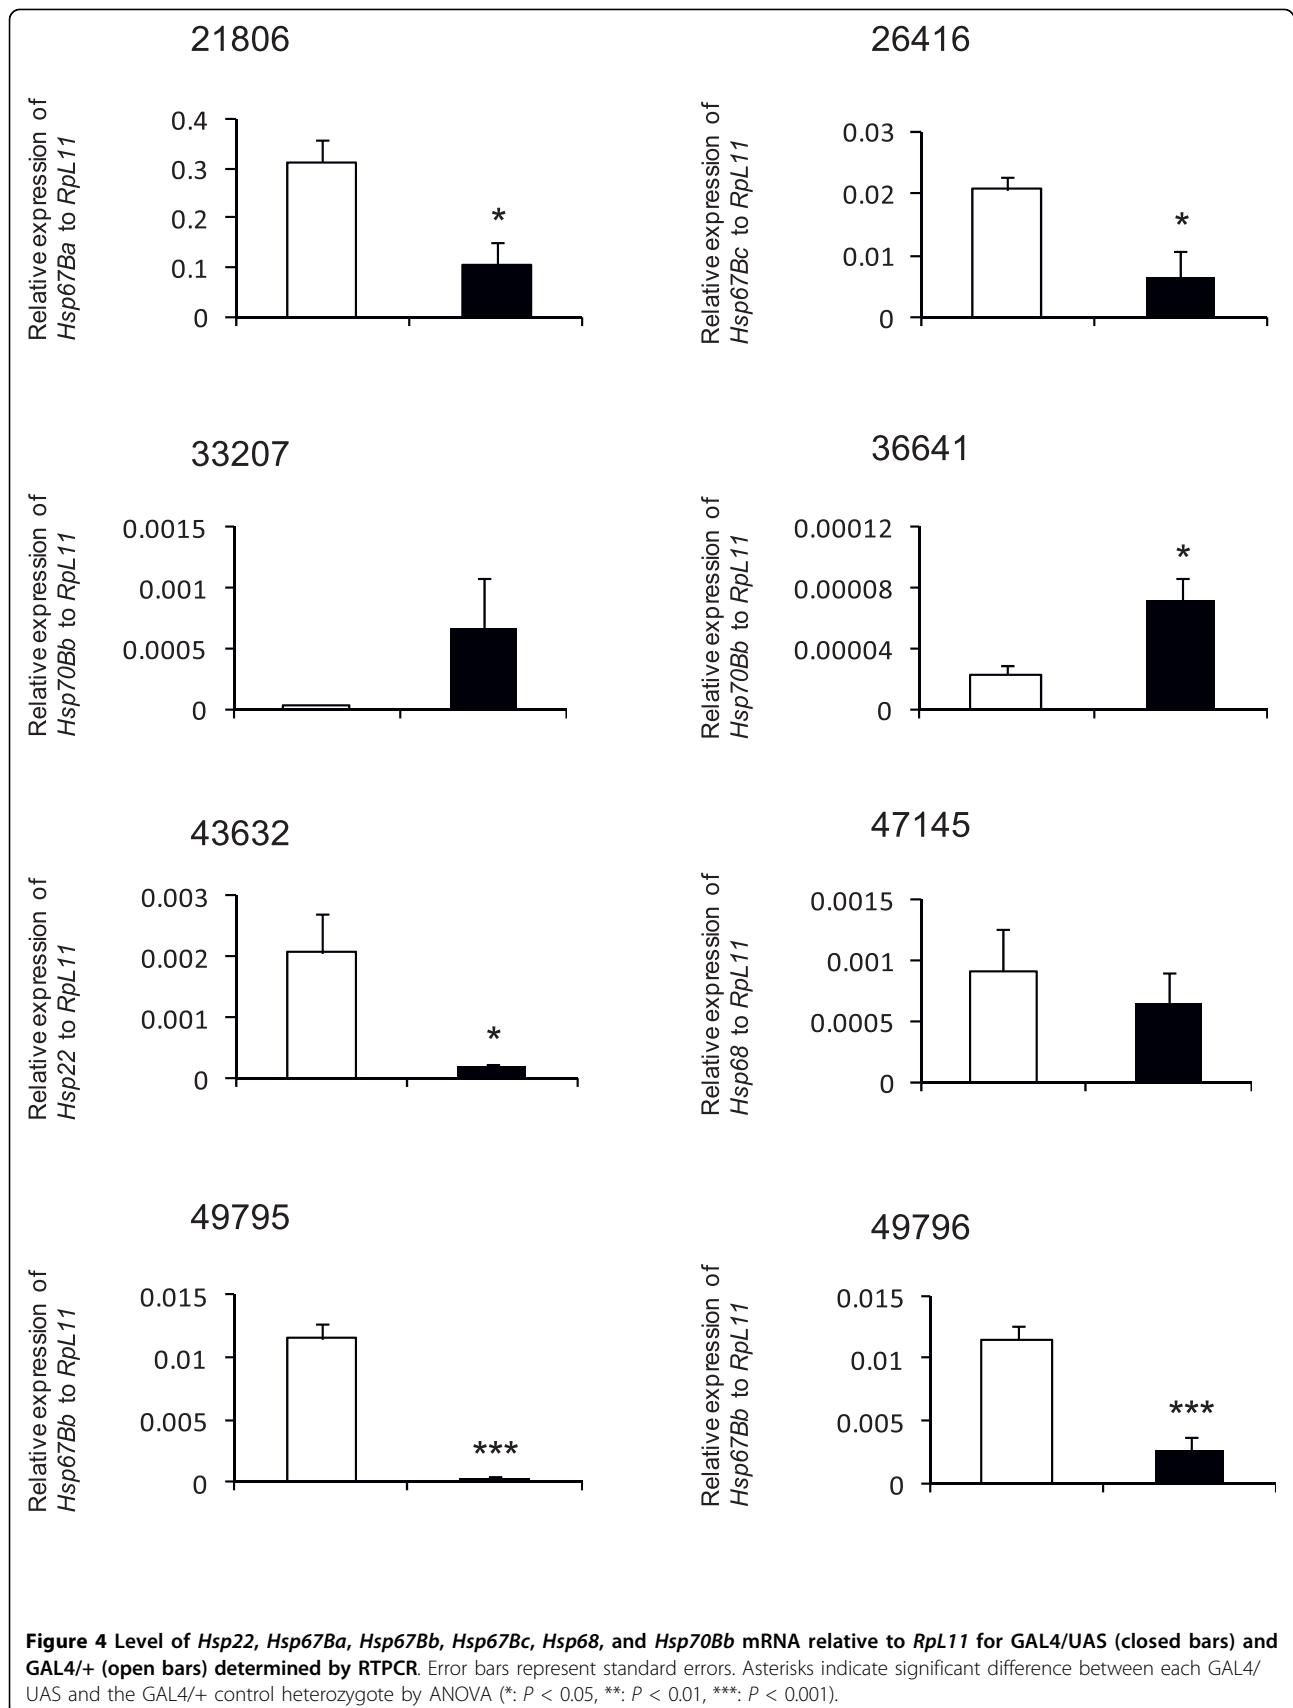 21806
Relative expression of
Hsp67Ba to RpL11
0.4
0.3
0.2
0.1
0
*
26416
Relative expression of
Hsp67Bc to RpL11
0.03
0.02
0.01
0
*
33207
Relative expression of
Hsp70Bb to RpL11
0.0015
0.001
0.0005
0
36641
Relative expression of
Hsp70Bb to RpL11
0.00012
0.00008
0.00004
0
*
43632
Relative expression of
Hsp22 to RpL11
0.003
0.002
0.001
0
*
47145
Relative expression of
Hsp68 to RpL11
0.0015
0.001
0.0005
0
49795
Relative expression of
Hsp67Bb to RpL11
0.015
0.01
0.005
0
***
49796
Relative expression of
Hsp67Bb to RpL11
0.015
0.01
0.005
0
***
Figure 4 Level of Hsp22, Hsp67Ba, Hsp67Bb, Hsp67Bc, Hsp68, and Hsp70Bb mRNA relative to RpL11 for GAL4/UAS (closed bars) and
GAL4/+ (open bars) determined by RTPCR. Error bars represent standard errors. Asterisks indicate significant difference between each GAL4/
UAS and the GAL4/+ control heterozygote by ANOVA (*: P < 0.05, **: P < 0.01, ***: P < 0.001).